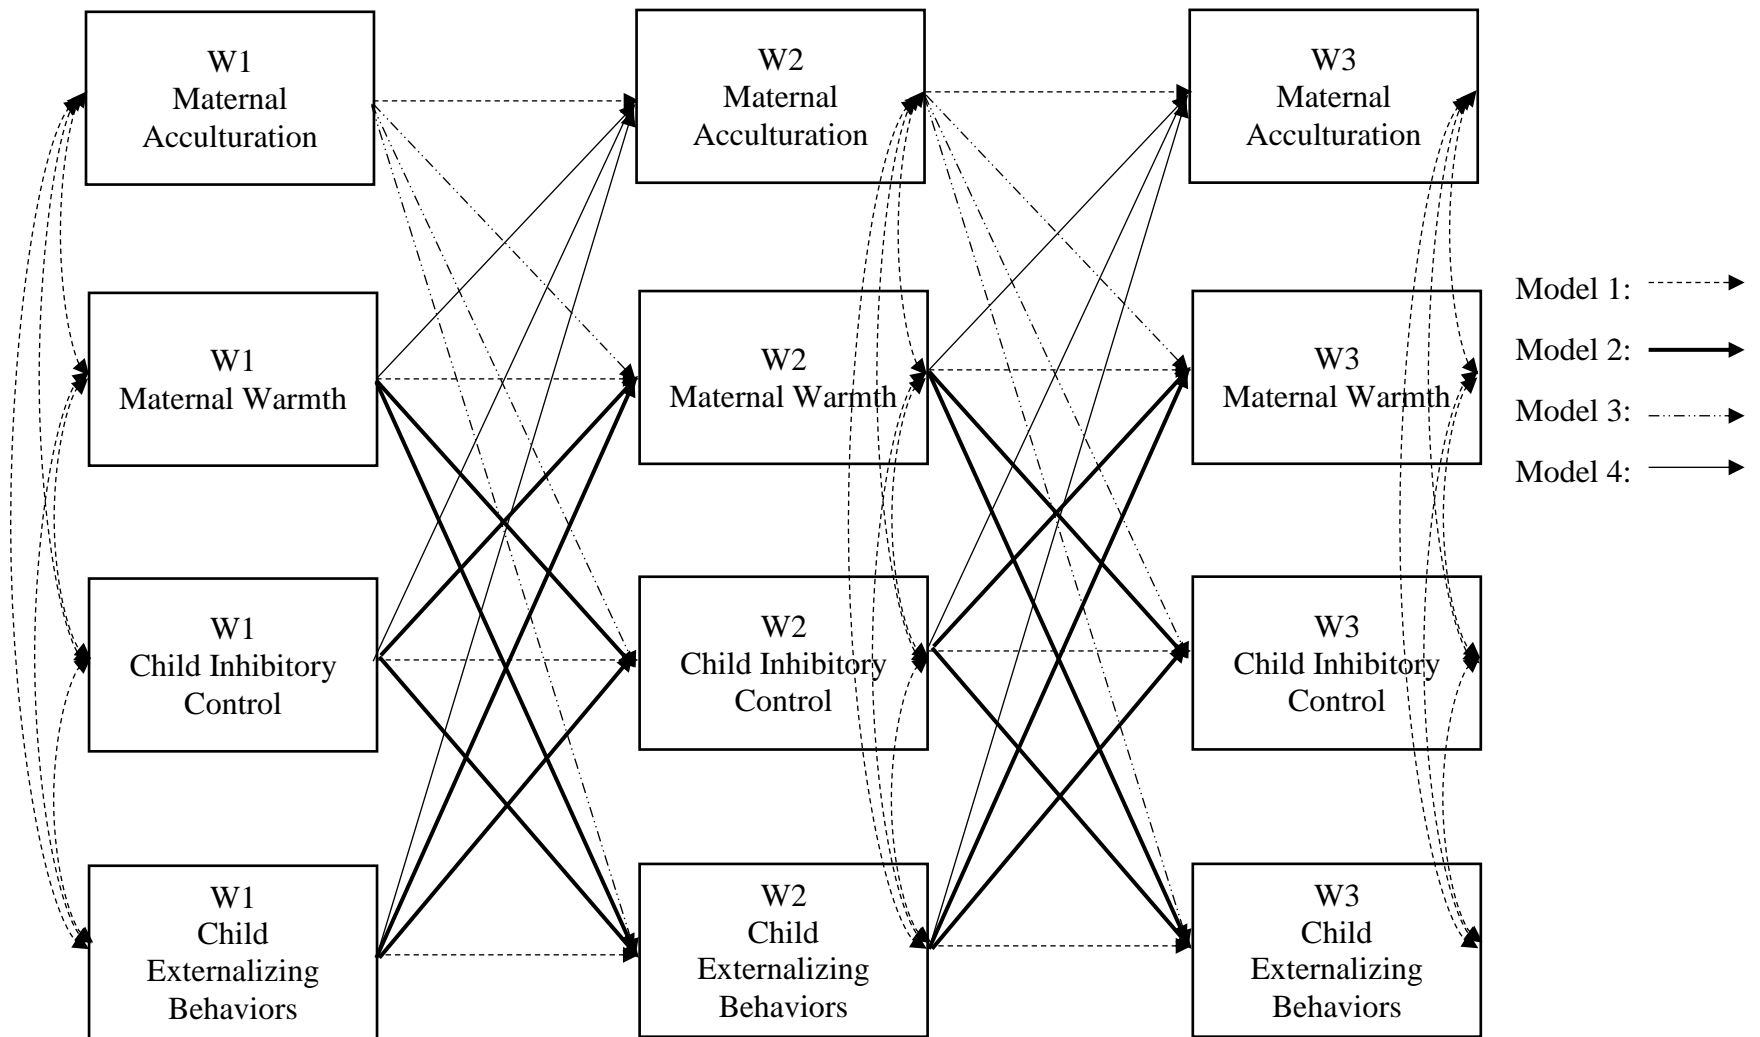 W1
Maternal
Acculturation
W2
Maternal
Acculturation
W3
Maternal
Acculturation
W1
Maternal Warmth
W2
Maternal Warmth
W3
Maternal Warmth
Model 1:
Model 2:
Model 3:
Model 4:
W1
Child Inhibitory
Control
W2
Child Inhibitory
Control
W3
Child Inhibitory
Control
W1
Child
Externalizing
Behaviors
W2
Child
Externalizing
Behaviors
W3
Child
Externalizing
Behaviors